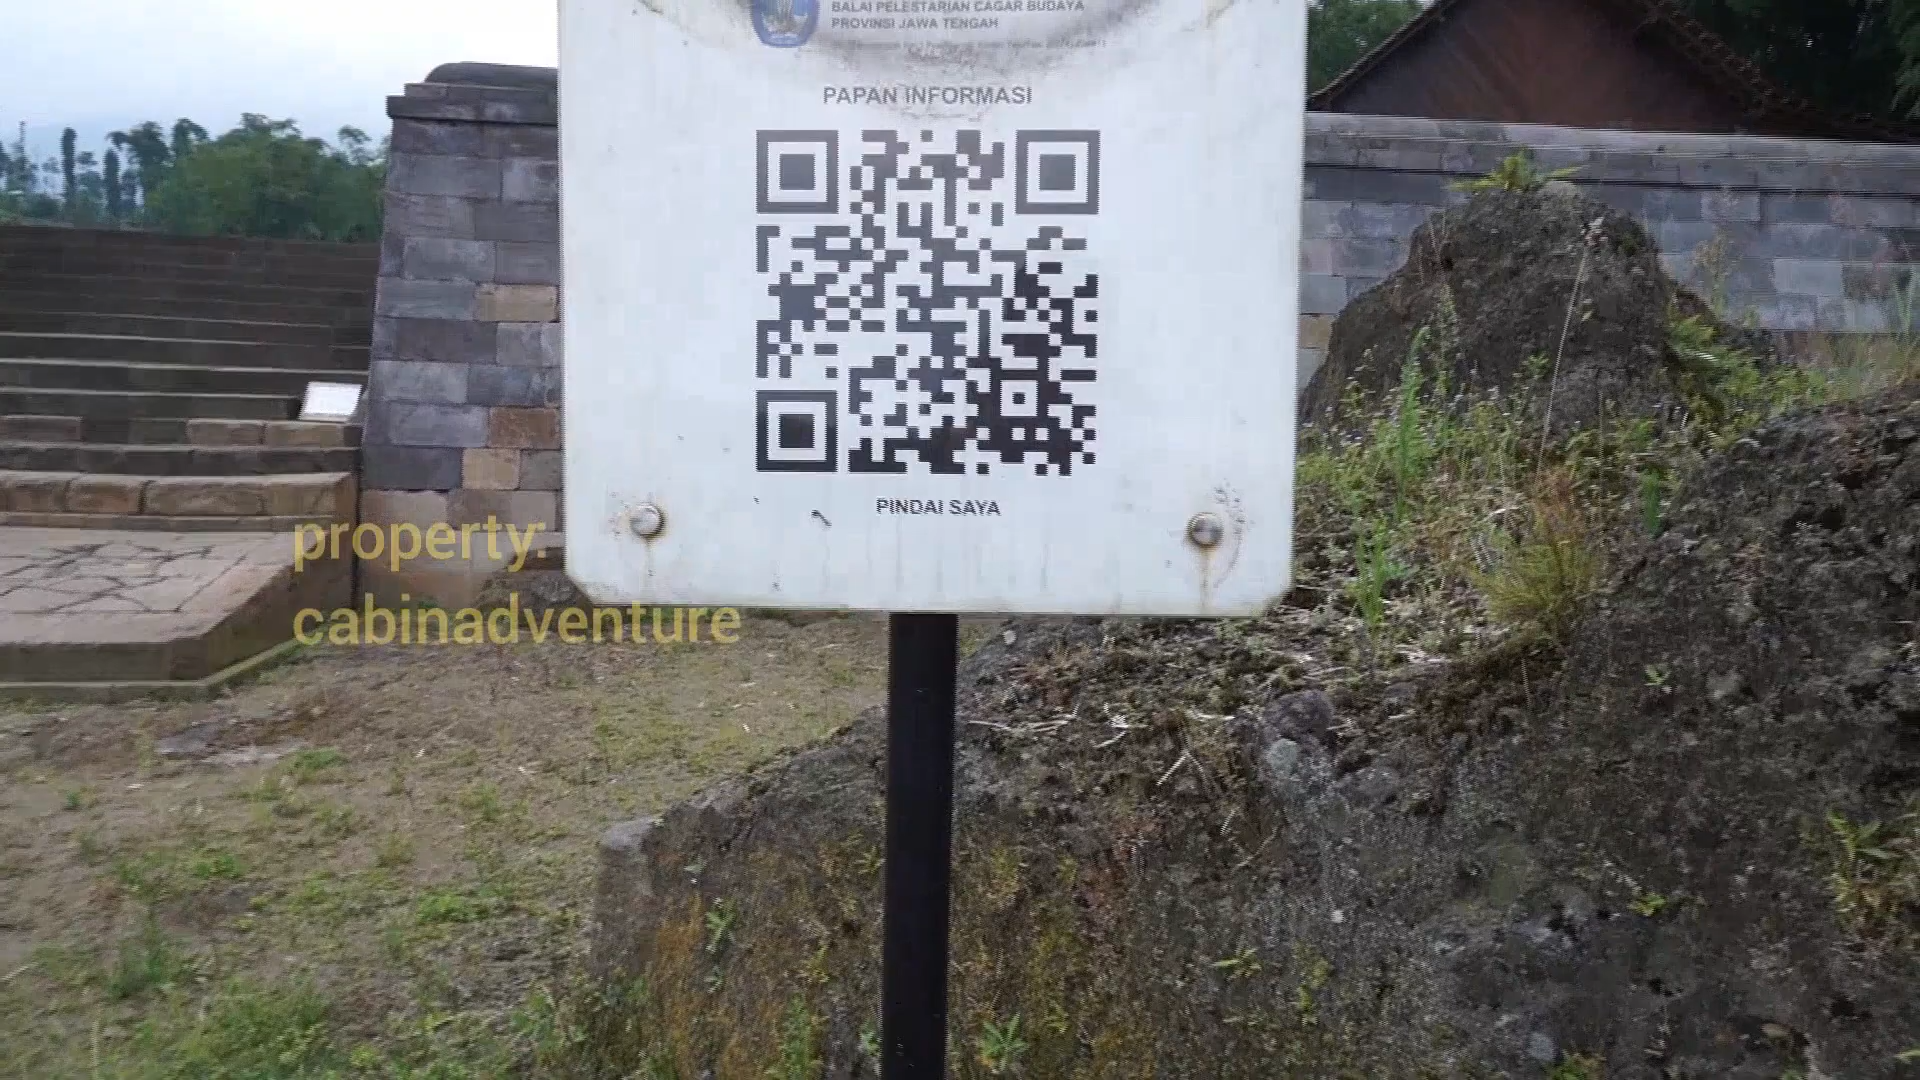 BALAI PELESTARIAN CAGAR BUDAYA
PROVINSI JAWA TENGAH
PAPAN INFORMASI
PINDAI SAYA
property:
cabinadventure